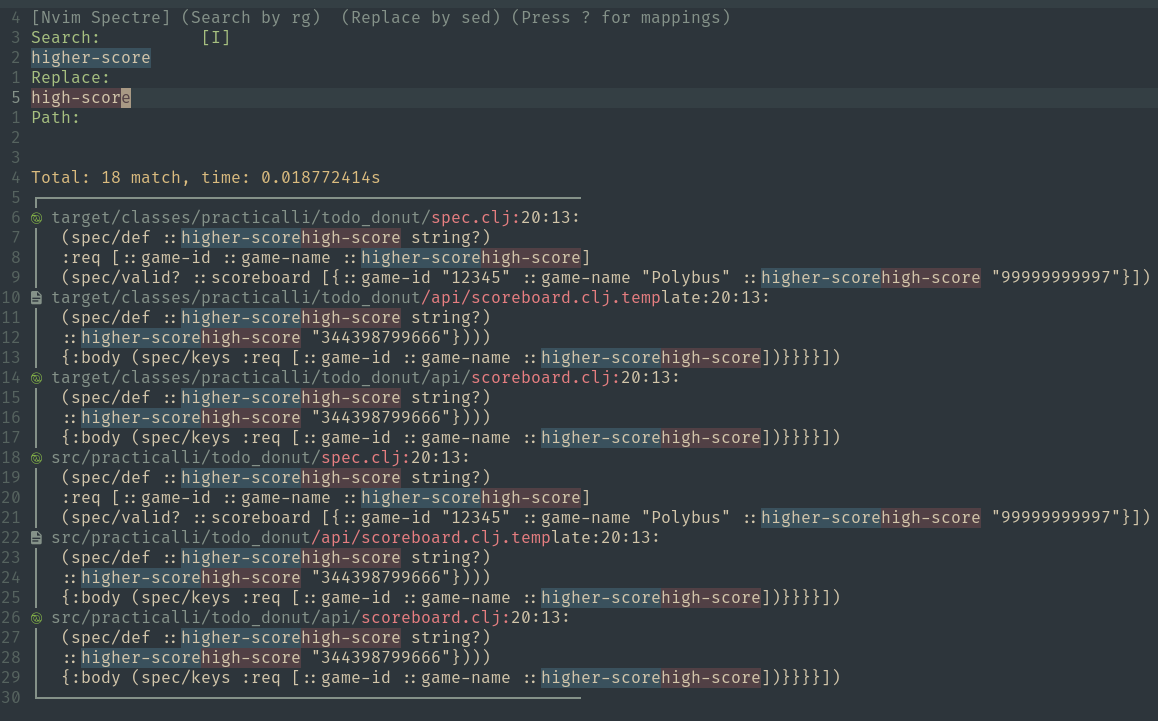 4 [Nvim Spectre] (Search by rg)  (Replace by sed) (Press ? for mappings)
3 Search:          [I]
2 higher-score
1 Replace:
5 high-score
1 Path:
2
3
4 Total: 18 match, time: 0.018772414s
5
6 target/classes/practicalli/todo_donut/spec.clj:20:13:
7 (spec/def ::higher-scorehigh-score string?)
8 :req [::game-id ::game-name ::higher-scorehigh-score]
9 (spec/valid? ::scoreboard [{::game-id "12345" ::game-name "Polybus" ::higher-scorehigh-score "99999999997"}])
10 target/classes/practicalli/todo_donut/api/scoreboard.clj.template:20:13:
11 (spec/def ::higher-scorehigh-score string?)
12 ::higher-scorehigh-score "344398799666"})))
13 {:body (spec/keys :req [::game-id ::game-name ::higher-scorehigh-score])}}}}])
14 target/classes/practicalli/todo_donut/api/scoreboard.clj:20:13:
15 (spec/def ::higher-scorehigh-score string?)
16 ::higher-scorehigh-score "344398799666"})))
17 {:body (spec/keys :req [::game-id ::game-name ::higher-scorehigh-score])}}}}])
18 src/practicalli/todo_donut/spec.clj:20:13:
19 (spec/def ::higher-scorehigh-score string?)
20 :req [::game-id ::game-name ::higher-scorehigh-score]
21 (spec/valid? ::scoreboard [{::game-id "12345" ::game-name "Polybus" ::higher-scorehigh-score "99999999997"}])
22 src/practicalli/todo_donut/api/scoreboard.clj.template:20:13:
23 (spec/def ::higher-scorehigh-score string?)
24 ::higher-scorehigh-score "344398799666"})))
25 {:body (spec/keys :req [::game-id ::game-name ::higher-scorehigh-score])}}}}])
26 src/practicalli/todo_donut/api/scoreboard.clj:20:13:
27 (spec/def ::higher-scorehigh-score string?)
28 ::higher-scorehigh-score "344398799666"})))
29 {:body (spec/keys :req [::game-id ::game-name ::higher-scorehigh-score])}}}}])
30